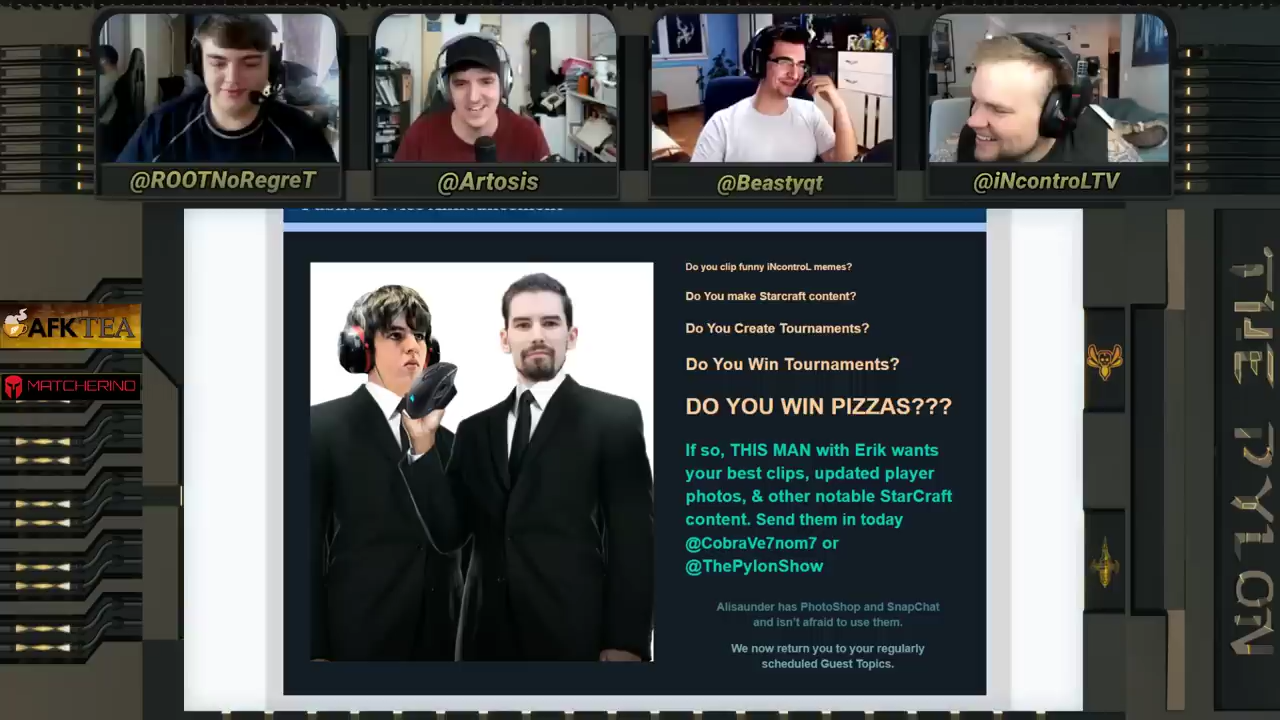 @ROOTNoRegreT
@Artosis
@Beastyqt
@iNcontroLTV
Public Service Announcement
Do you clip funny iNcontroL memes?
Do You make Starcraft content?
Do You Create Tournaments?
Do You Win Tournaments?
DO YOU WIN PIZZAS???
If so, THIS MAN with Erik wants
your best clips, updated player
photos, & other notable StarCraft
content. Send them in today
@CobraVe7nom7 or
@ThePylonShow
Alisaunder has PhotoShop and SnapChat
and isn't afraid to use them.
We now return you to your regularly
scheduled Guest Topics.
AFKTEA
MATCHERINO
THE PYLON